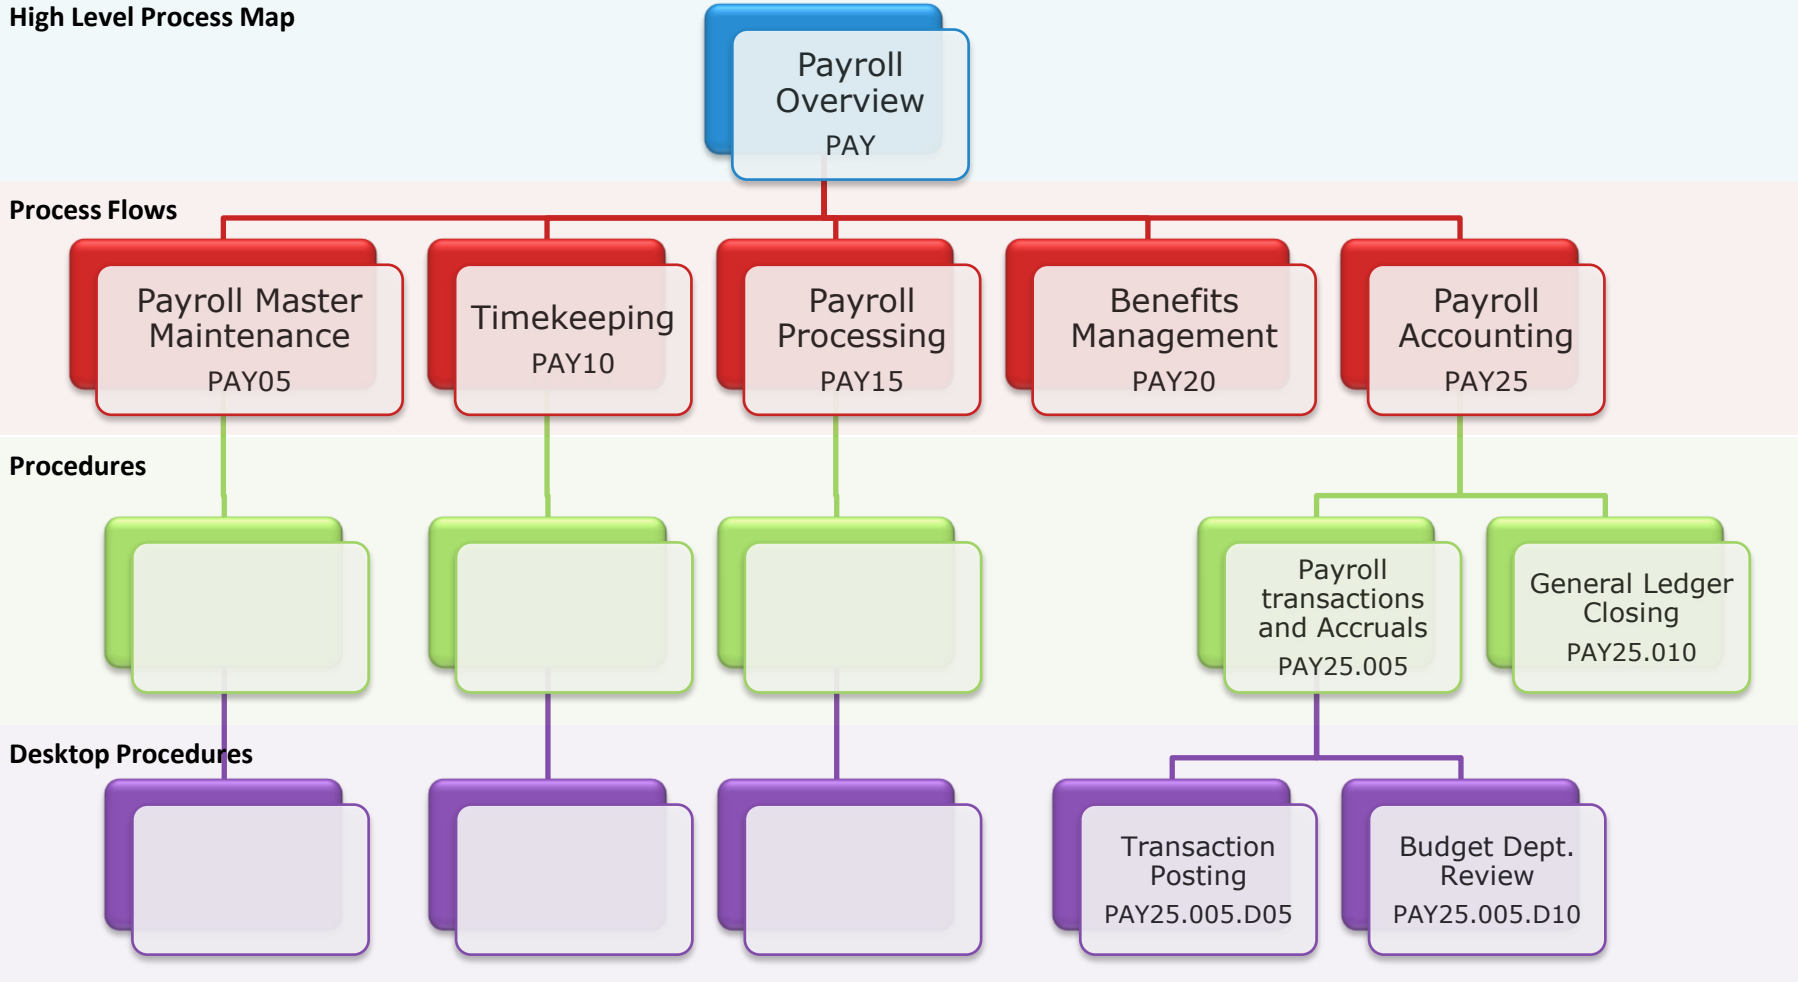 High Level Process Map
Payroll
Overview
PAY
Process Flows
Payroll Master
Maintenance
PAY05
Timekeeping
PAY10
Payroll
Processing
PAY15
Benefits
Management
PAY20
Payroll
Accounting
PAY25
Procedures
Payroll
transactions
and Accruals
PAY25.005
General Ledger
Closing
PAY25.010
Desktop Procedures
Transaction
Posting
PAY25.005.D05
Budget Dept.
Review
PAY25.005.D10